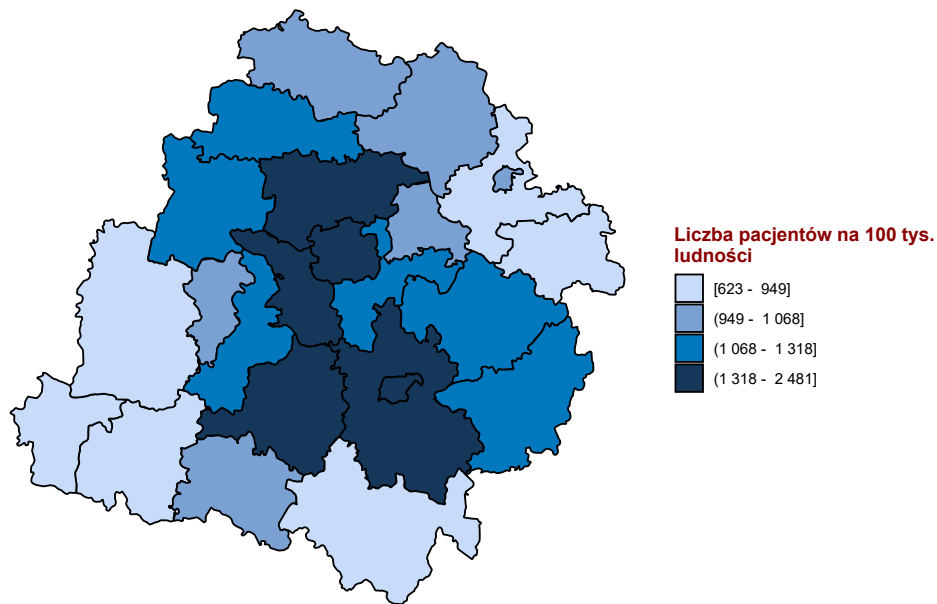 Liczba pacjentów na 100 tys.
ludności
[623 - 949]
(949 - 1 068]
(1 068 - 1 318]
(1 318 - 2 481]